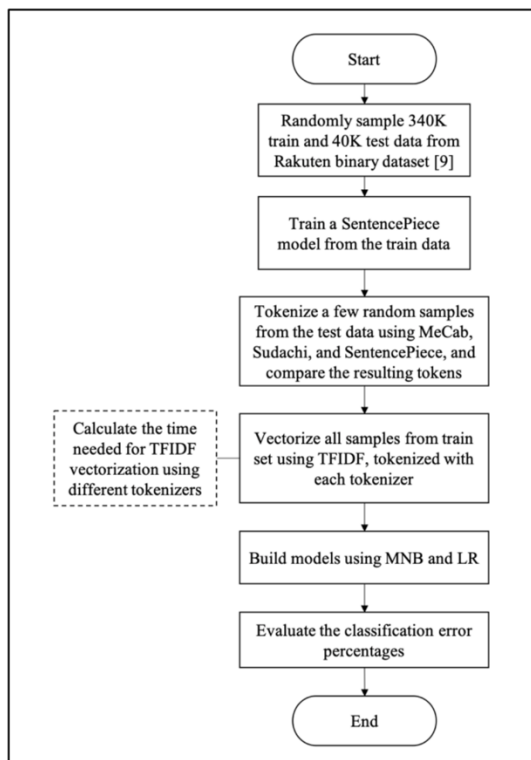 Start
Randomly sample 340K
train and 40K test data from
Rakuten binary dataset [9]
Train a SentencePiece
model from the train data
Tokenize a few random samples
from the test data using MeCab,
Sudachi, and SentencePiece, and
compare the resulting tokens
Calculate the time
needed for TFIDF
vectorization using
different tokenizers
Vectorize all samples from train
set using TFIDF, tokenized with
each tokenizer
Build models using MNB and LR
Evaluate the classification error
percentages
End